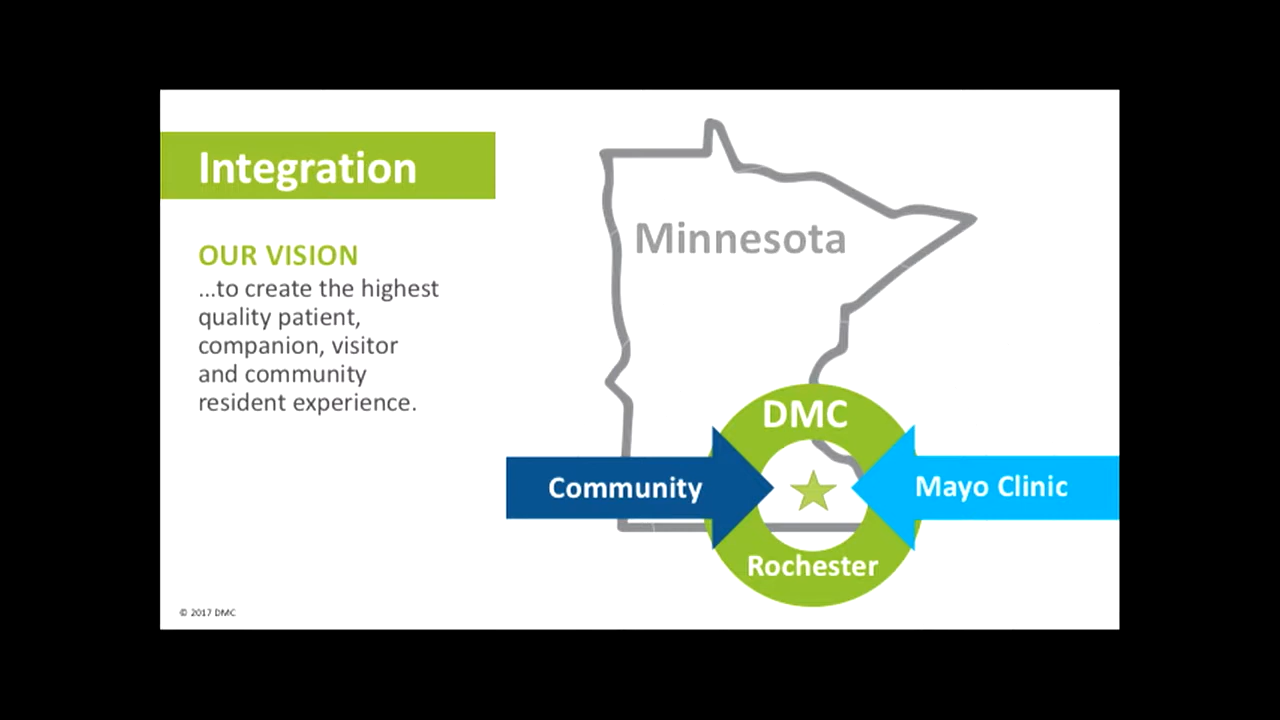 Integration
OUR VISION
...to create the highest
quality patient,
companion, visitor
and community
resident experience.
Minnesota
DMC
Community
Mayo Clinic
Rochester
© 2017 DMC